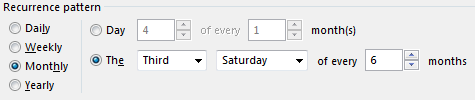 Recurrence pattern
Daily
Weekly
Monthly
Yearly
Day 4 of every 1 month(s)
The Third Saturday of every 6 months